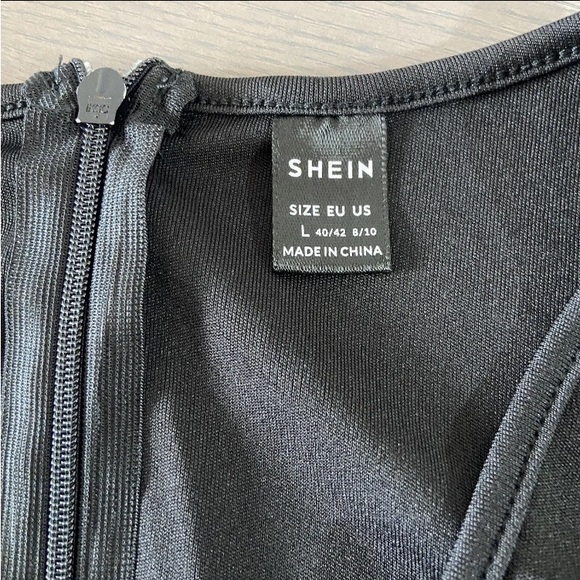 SHEIN
SIZE EU US
L 40/42 8/10
MADE IN CHINA